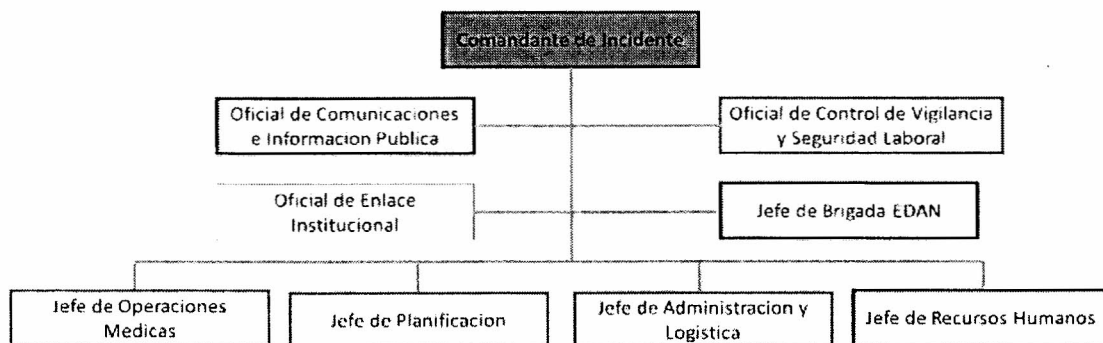 Comandante de Incidente
Oficial de Comunicaciones
e Informacion Publica
Oficial de Control de Vigilancia
y Seguridad Laboral
Oficial de Enlace
Institucional
Jefe de Brigada EDAN
Jefe de Operaciones
Medicas
Jefe de Planificacion
Jefe de Administracion y
Logistica
Jefe de Recursos Humanos